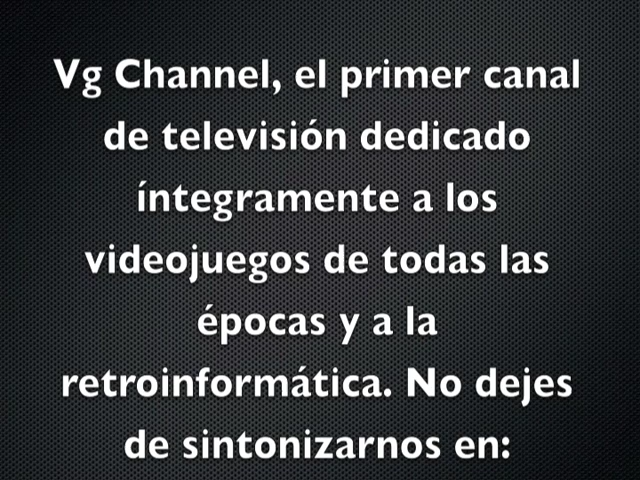 Vg Channel, el primer canal
de televisión dedicado
íntegramente a los
videojuegos de todas las
épocas y a la
retroinformática. No dejes
de sintonizarnos en: